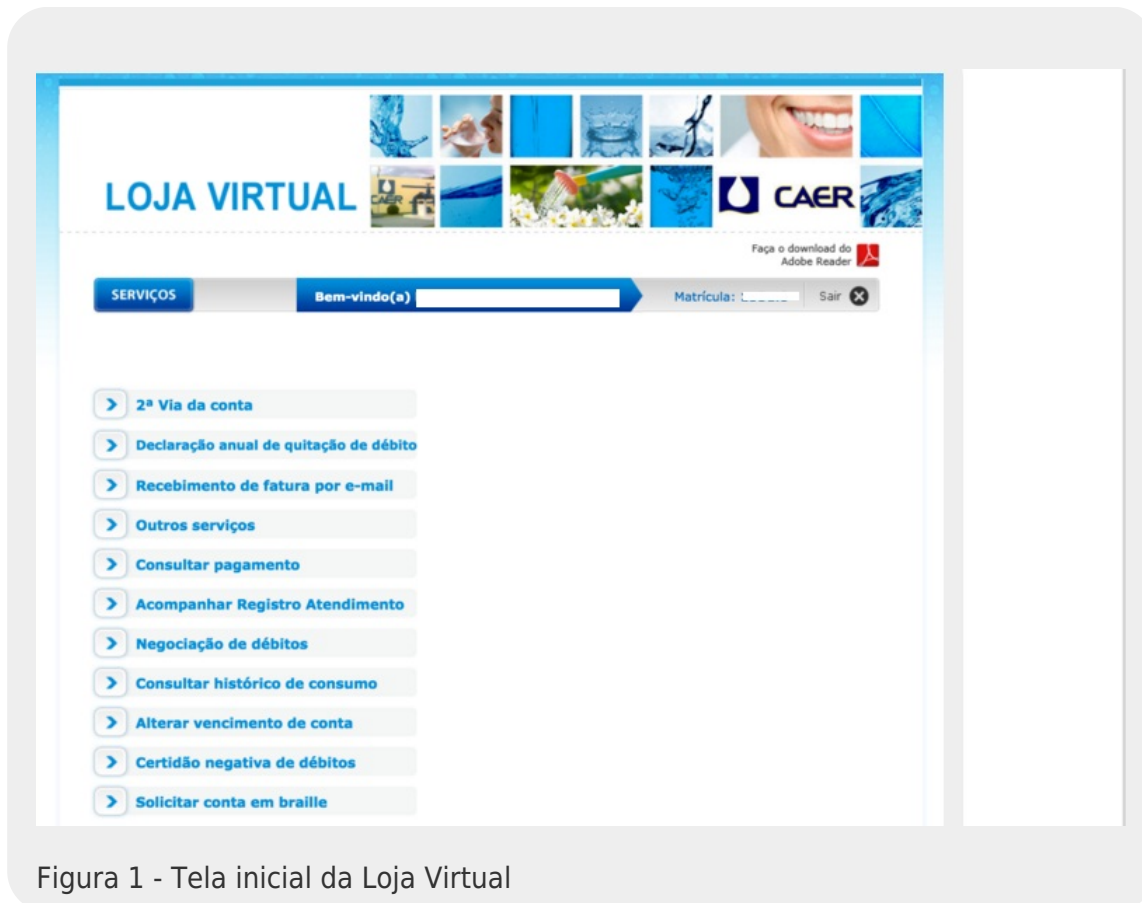 LOJA VIRTUAL
CAER
CAER
Faça o download do
Adobe Reader
SERVIÇOS
Bem-vindo(a)
Matrícula:
Sair
2ª Via da conta
Declaração anual de quitação de débito
Recebimento de fatura por e-mail
Outros serviços
Consultar pagamento
Acompanhar Registro Atendimento
Negociação de débitos
Consultar histórico de consumo
Alterar vencimento de conta
Certidão negativa de débitos
Solicitar conta em braille
Figura 1 - Tela inicial da Loja Virtual